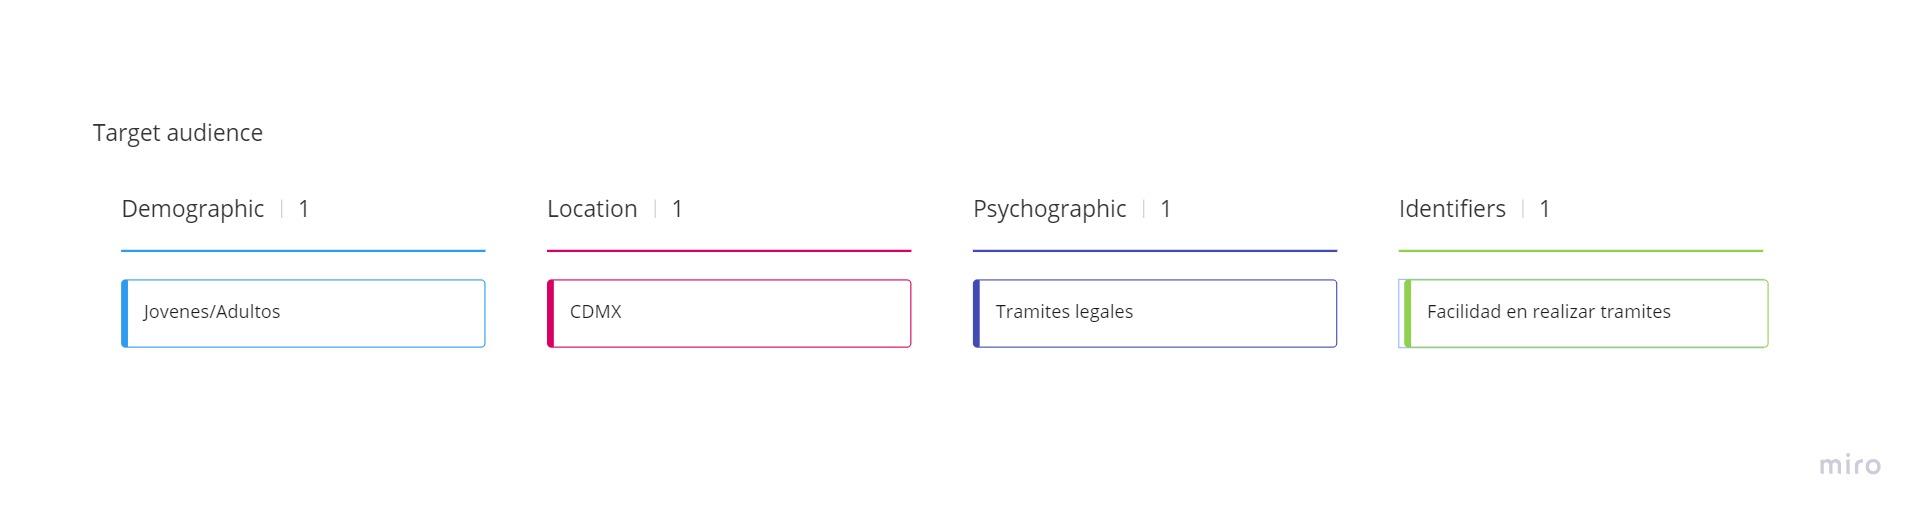 Target audience
Demographic | 1
Location | 1
Psychographic | 1
Identifiers | 1
Jovenes/Adultos
CDMX
Tramites legales
Facilidad en realizar tramites
miro